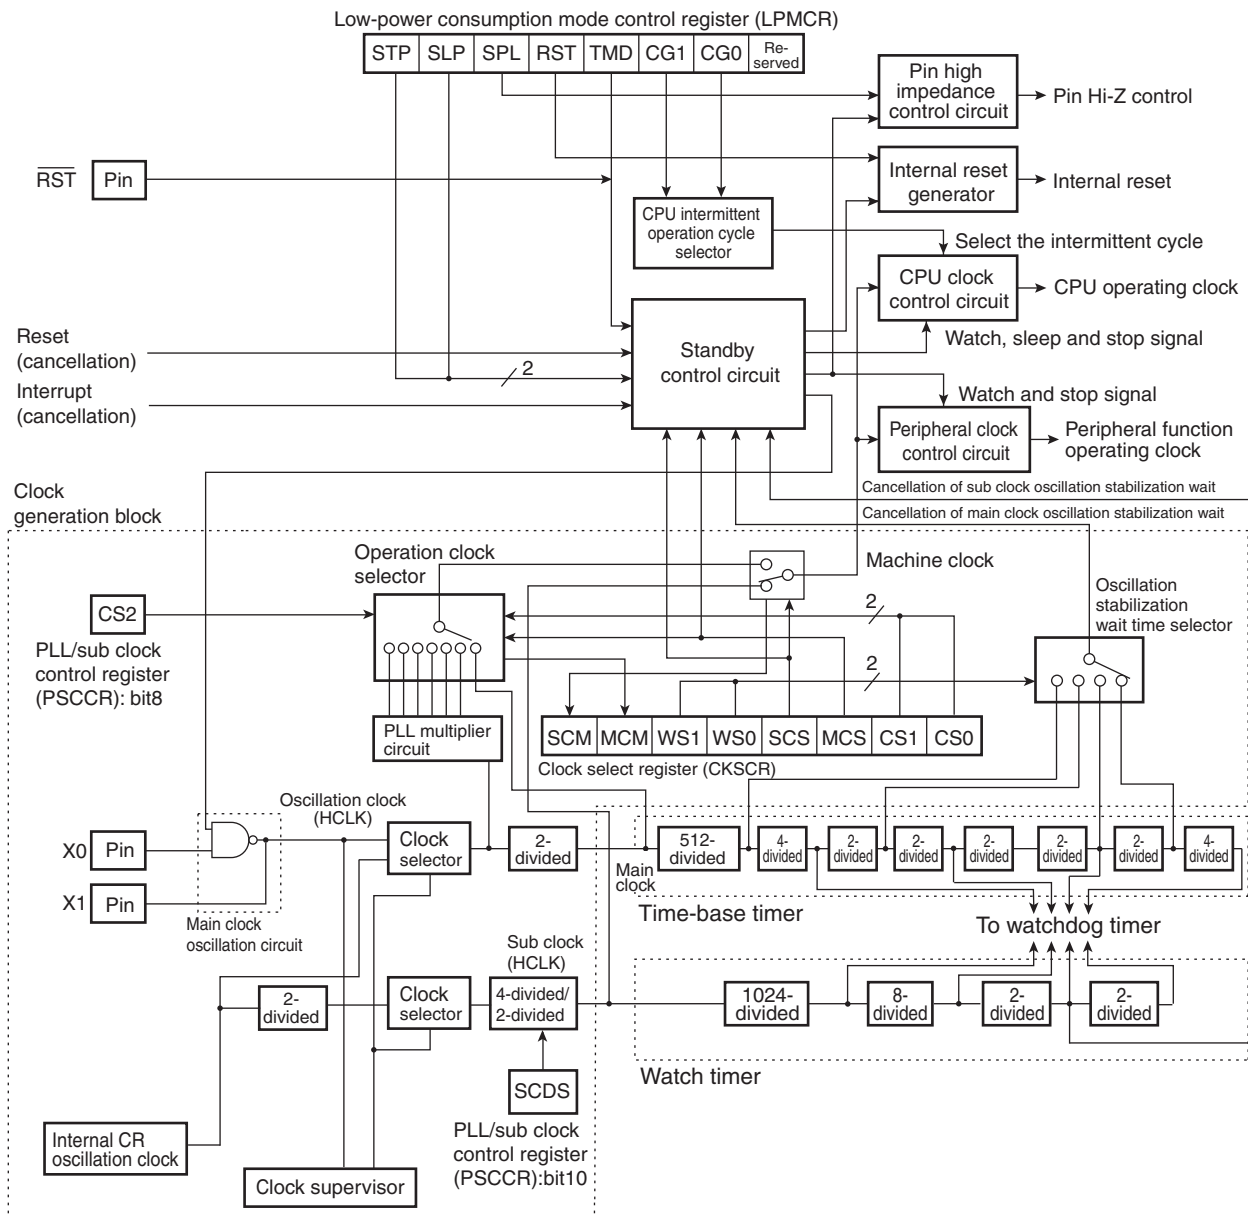 Low-power consumption mode control register (LPMCR)
STP SLP SPL RST TMD CG1 CG0 Re-
served
Pin high
impedance
control circuit
Pin Hi-Z control
RST Pin
Internal reset
generator
Internal reset
CPU intermittent
operation cycle
selector
Select the intermittent cycle
CPU clock
control circuit
CPU operating clock
Watch, sleep and stop signal
Reset
(cancellation)
Standby
control circuit
2
Interrupt
(cancellation)
Watch and stop signal
Peripheral clock
control circuit
Peripheral function
operating clock
Cancellation of sub clock oscillation stabilization wait
Cancellation of main clock oscillation stabilization wait
Clock
generation block
Operation clock
selector
Machine clock
Oscillation
stabilization
wait time selector
CS2
2
PLL/sub clock
control register
(PSCCR): bit8
2
PLL multiplier
circuit
SCM MCM WS1 WS0 SCS MCS CS1 CS0
Clock select register (CKSCR)
Oscillation clock
(HCLK)
X0 Pin
Clock
selector
2-
divided
512-
divided
4-
divided
2-
divided
2-
divided
2-
divided
2-
divided
2-
divided
4-
divided
Main
clock
X1 Pin
Time-base timer
Main clock
oscillation circuit
To watchdog timer
Sub clock
(HCLK)
2-
divided
Clock
selector
4-divided/
2-divided
1024-
divided
8-
divided
2-
divided
2-
divided
Watch timer
SCDS
PLL/sub clock
control register
(PSCCR):bit10
Internal CR
oscillation clock
Clock supervisor